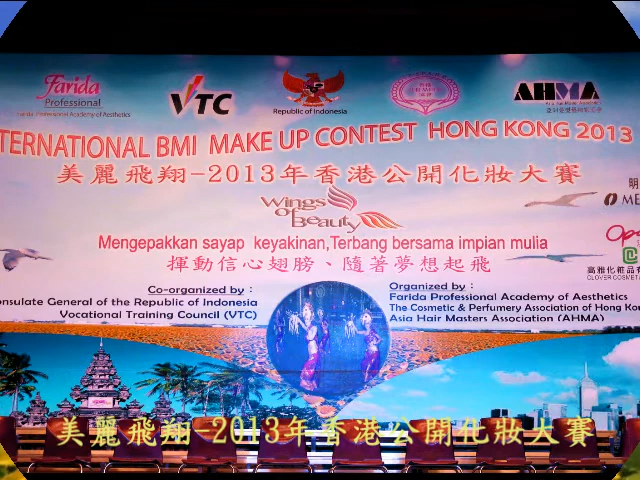 Farida
Professional
Farida Professional Academy of Aesthetics
VTC
Republic of Indonesia
AHMA
TERNATIONAL BMI MAKE UP CONTEST HONG KONG 2013
美麗飛翔-2013年香港公開化妝大賽
明
ME
Wings
of Beauty
Mengepakkan sayap keyakinan,Terbang bersama impian mulia
揮動信心翅膀、隨著夢想起飛
高雅化粧品有
CLOVER COSMET
Co-organized by :
onsulate General of the Republic of Indonesia
Vocational Training Council (VTC)
Organized by :
Farida Professional Academy of Aesthetics
The Cosmetic & Perfumery Association of Hong Ko
Asia Hair Masters Association (AHMA)
美麗飛翔-2013年香港公開化妝大賽